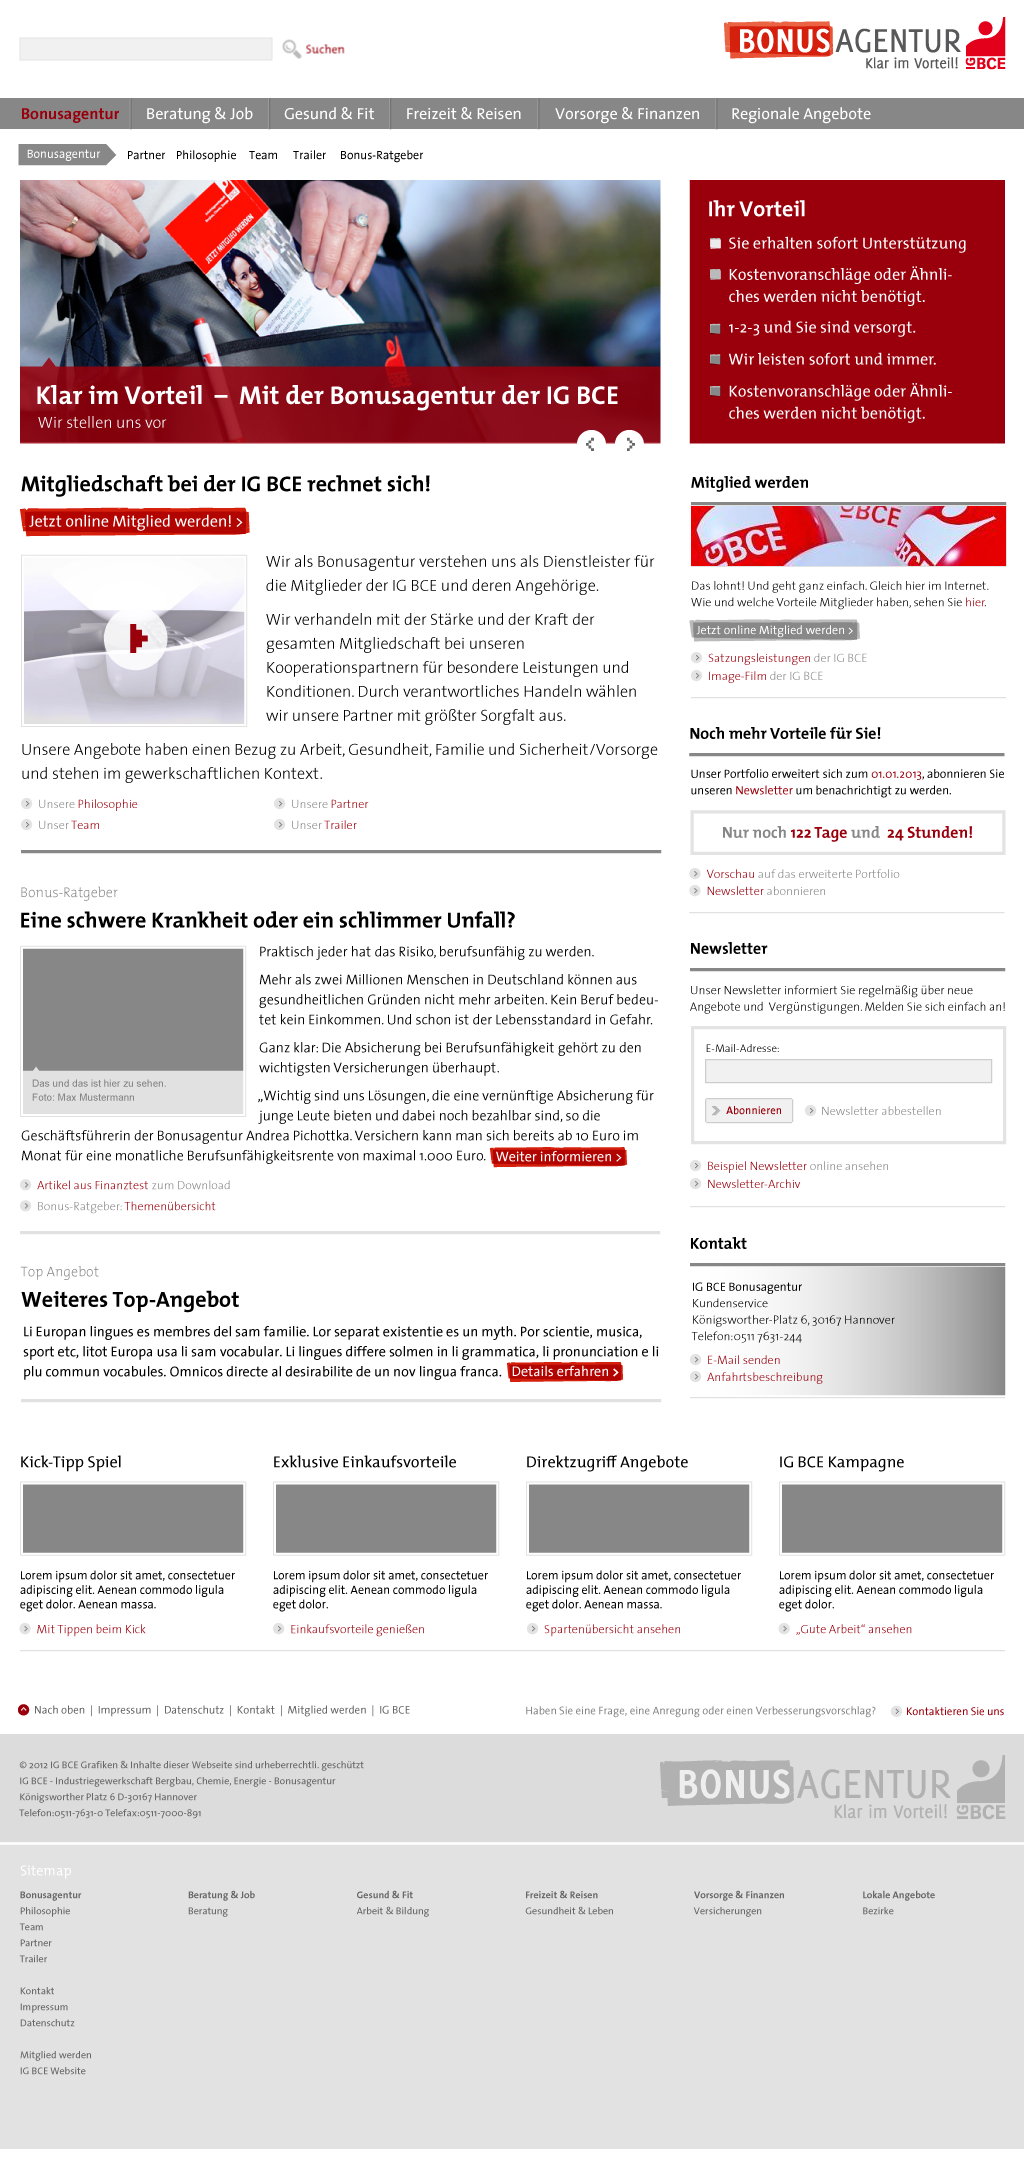 Suchen
BONUSAGENTUR
Klar im Vorteil!
IGBCE
Bonusagentur
Beratung & Job
Gesund & Fit
Freizeit & Reisen
Vorsorge & Finanzen
Regionale Angebote
Bonusagentur
Partner
Philosophie
Team
Trailer
Bonus-Ratgeber
JETZT MITGLIED WERDEN
Klar im Vorteil – Mit der Bonusagentur der IG BCE
Wir stellen uns vor
Ihr Vorteil
Sie erhalten sofort Unterstützung
Kostenvoranschläge oder Ähnli-
ches werden nicht benötigt.
1-2-3 und Sie sind versorgt.
Wir leisten sofort und immer.
Kostenvoranschläge oder Ähnli-
ches werden nicht benötigt.
Mitgliedschaft bei der IG BCE rechnet sich!
Jetzt online Mitglied werden! >
Wir als Bonusagentur verstehen uns als Dienstleister für
die Mitglieder der IG BCE und deren Angehörige.
Wir verhandeln mit der Stärke und der Kraft der
gesamten Mitgliedschaft bei unseren
Kooperationspartnern für besondere Leistungen und
Konditionen. Durch verantwortliches Handeln wählen
wir unsere Partner mit größter Sorgfalt aus.
Unsere Angebote haben einen Bezug zu Arbeit, Gesundheit, Familie und Sicherheit/Vorsorge
und stehen im gewerkschaftlichen Kontext.
Unsere Philosophie
Unsere Partner
Unser Team
Unser Trailer
Mitglied werden
IGBCE
IGBCE
IGBCE
Das lohnt! Und geht ganz einfach. Gleich hier im Internet.
Wie und welche Vorteile Mitglieder haben, sehen Sie hier.
Jetzt online Mitglied werden >
Satzungsleistungen der IG BCE
Image-Film der IG BCE
Noch mehr Vorteile für Sie!
Unser Portfolio erweitert sich zum 01.01.2013, abonnieren Sie
unseren Newsletter um benachrichtigt zu werden.
Nur noch 122 Tage und 24 Stunden!
Vorschau auf das erweiterte Portfolio
Newsletter abonnieren
Bonus-Ratgeber
Eine schwere Krankheit oder ein schlimmer Unfall?
Das und das ist hier zu sehen.
Foto: Max Mustermann
Praktisch jeder hat das Risiko, berufsunfähig zu werden.
Mehr als zwei Millionen Menschen in Deutschland können aus
gesundheitlichen Gründen nicht mehr arbeiten. Kein Beruf bedeu-
tet kein Einkommen. Und schon ist der Lebensstandard in Gefahr.
Ganz klar: Die Absicherung bei Berufsunfähigkeit gehört zu den
wichtigsten Versicherungen überhaupt.
„Wichtig sind uns Lösungen, die eine vernünftige Absicherung für
junge Leute bieten und dabei noch bezahlbar sind, so die
Geschäftsführerin der Bonusagentur Andrea Pichottka. Versichern kann man sich bereits ab 10 Euro im
Monat für eine monatliche Berufsunfähigkeitsrente von maximal 1.000 Euro. Weiter informieren >
Artikel aus Finanztest zum Download
Bonus-Ratgeber: Themenübersicht
Newsletter
Unser Newsletter informiert Sie regelmäßig über neue
Angebote und Vergünstigungen. Melden Sie sich einfach an!
E-Mail-Adresse:
Abonnieren
Newsletter abbestellen
Beispiel Newsletter online ansehen
Newsletter-Archiv
Top Angebot
Weiteres Top-Angebot
Li Europan lingues es membres del sam familie. Lor separat existentie es un myth. Por scientie, musica,
sport etc, litot Europa usa li sam vocabular. Li lingues differe solmen in li grammatica, li pronunciation e li
plu commun vocabules. Omnicos directe al desirabilite de un nov lingua franca. Details erfahren >
Kontakt
IG BCE Bonusagentur
Kundenservice
Königsworther-Platz 6, 30167 Hannover
Telefon:0511 7631-244
E-Mail senden
Anfahrtsbeschreibung
Kick-Tipp Spiel
Exklusive Einkaufsvorteile
Direktzugriff Angebote
IG BCE Kampagne
Lorem ipsum dolor sit amet, consectetuer
adipiscing elit. Aenean commodo ligula
eget dolor. Aenean massa.
Mit Tippen beim Kick
Lorem ipsum dolor sit amet, consectetuer
adipiscing elit. Aenean commodo ligula
eget dolor.
Einkaufsvorteile genießen
Lorem ipsum dolor sit amet, consectetuer
adipiscing elit. Aenean commodo ligula
eget dolor. Aenean massa.
Spartenübersicht ansehen
Lorem ipsum dolor sit amet, consectetuer
adipiscing elit. Aenean commodo ligula
eget dolor.
„Gute Arbeit“ ansehen
Nach oben | Impressum | Datenschutz | Kontakt | Mitglied werden | IG BCE
Haben Sie eine Frage, eine Anregung oder einen Verbesserungsvorschlag?
Kontaktieren Sie uns
© 2012 IG BCE Grafiken & Inhalte dieser Webseite sind urheberrechtli. geschützt
IG BCE - Industriegewerkschaft Bergbau, Chemie, Energie - Bonusagentur
Königsworther Platz 6 D-30167 Hannover
Telefon:0511-7631-0 Telefax:0511-7000-891
BONUSAGENTUR
Klar im Vorteil!
IGBCE
Sitemap
Bonusagentur
Philosophie
Team
Partner
Trailer
Kontakt
Impressum
Datenschutz
Mitglied werden
IG BCE Website
Beratung & Job
Beratung
Gesund & Fit
Arbeit & Bildung
Freizeit & Reisen
Gesundheit & Leben
Vorsorge & Finanzen
Versicherungen
Lokale Angebote
Bezirke